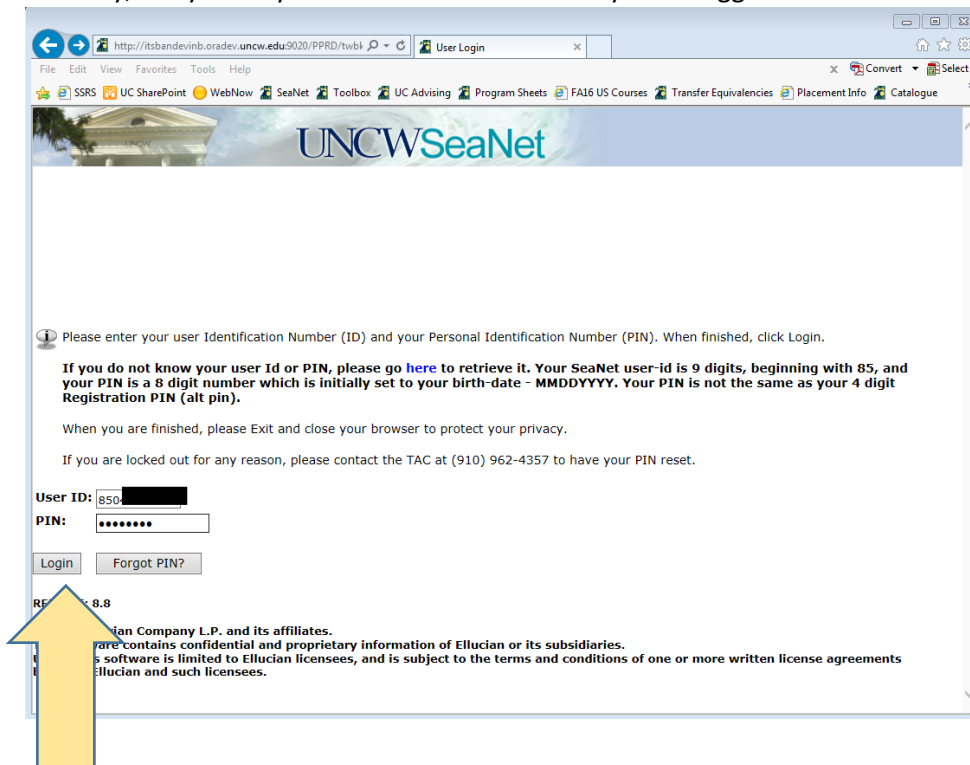 http://itsbandevinb.oradev.uncw.edu:9020/PPRD/twbk
User Login
File Edit View Favorites Tools Help
x Convert Select
SSRS UC SharePoint WebNow SeaNet Toolbox UC Advising Program Sheets FA16 US Courses Transfer Equivalencies Placement Info Catalogue
UNCW
UNCWSeaNet
Please enter your user Identification Number (ID) and your Personal Identification Number (PIN). When finished, click Login.
If you do not know your user Id or PIN, please go here to retrieve it. Your SeaNet user-id is 9 digits, beginning with 85, and
your PIN is a 8 digit number which is initially set to your birth-date - MMDDYYYY. Your PIN is not the same as your 4 digit
Registration PIN (alt pin).
When you are finished, please Exit and close your browser to protect your privacy.
If you are locked out for any reason, please contact the TAC at (910) 962-4357 to have your PIN reset.
User ID: 850
PIN: ••••••••
Login Forgot PIN?
8.8
Company L.P. and its affiliates.
contains confidential and proprietary information of Ellucian or its subsidiaries.
software is limited to Ellucian licensees, and is subject to the terms and conditions of one or more written license agreements
Ellucian and such licensees.